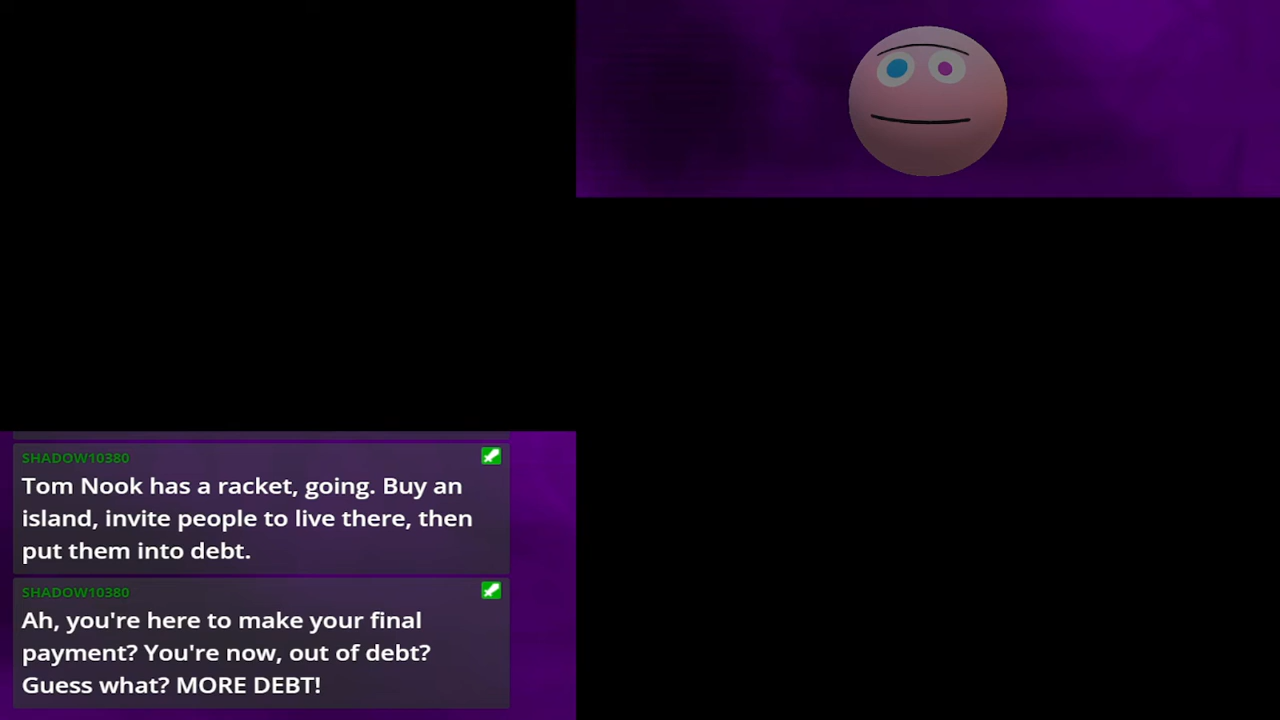 SHADOW10380
Tom Nook has a racket, going. Buy an
island, invite people to live there, then
put them into debt.
SHADOW10380
Ah, you're here to make your final
payment? You're now, out of debt?
Guess what? MORE DEBT!